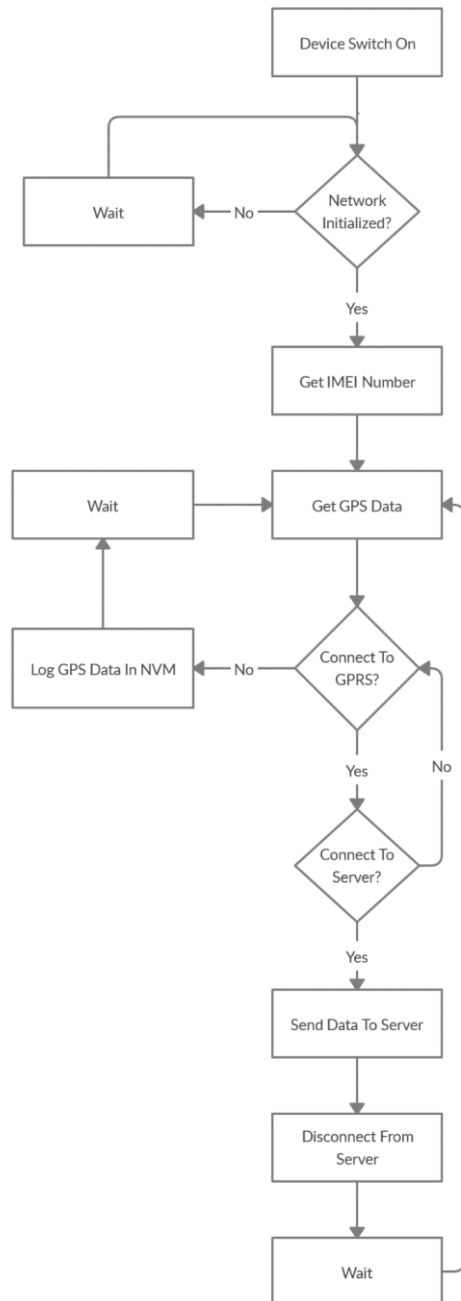 Device Switch On
Wait
No
Network
Initialized?
Yes
Get IMEI Number
Wait
Get GPS Data
Log GPS Data In NVM
No
Connect To
GPRS?
Yes
No
Connect To
Server?
Yes
Send Data To Server
Disconnect From
Server
Wait